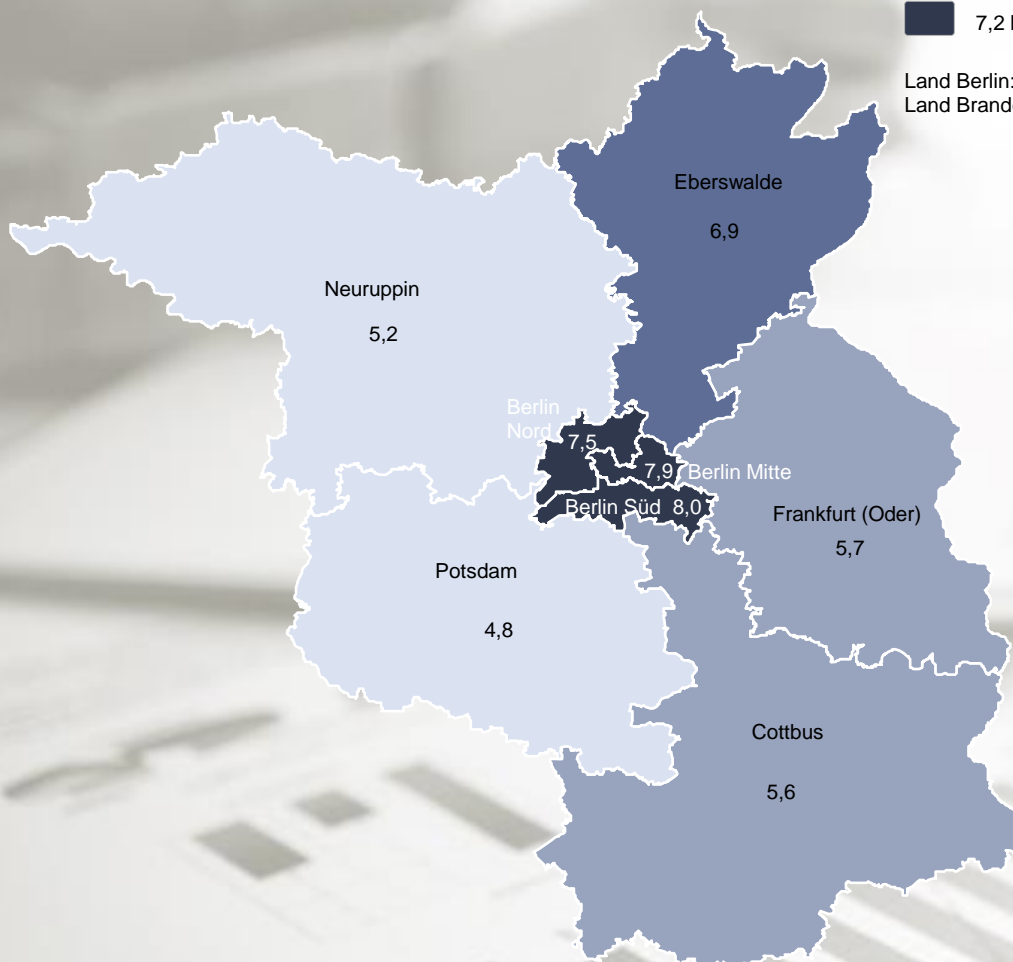 7,2
Land Berlin:
Land
Eberswalde
6,9
Neuruppin
5,2
Berlin
Nord
7,5
7,9 Berlin Mitte
Berlin Süd 8,0
Frankfurt (Oder)
5,7
Potsdam
4,8
Cottbus
5,6